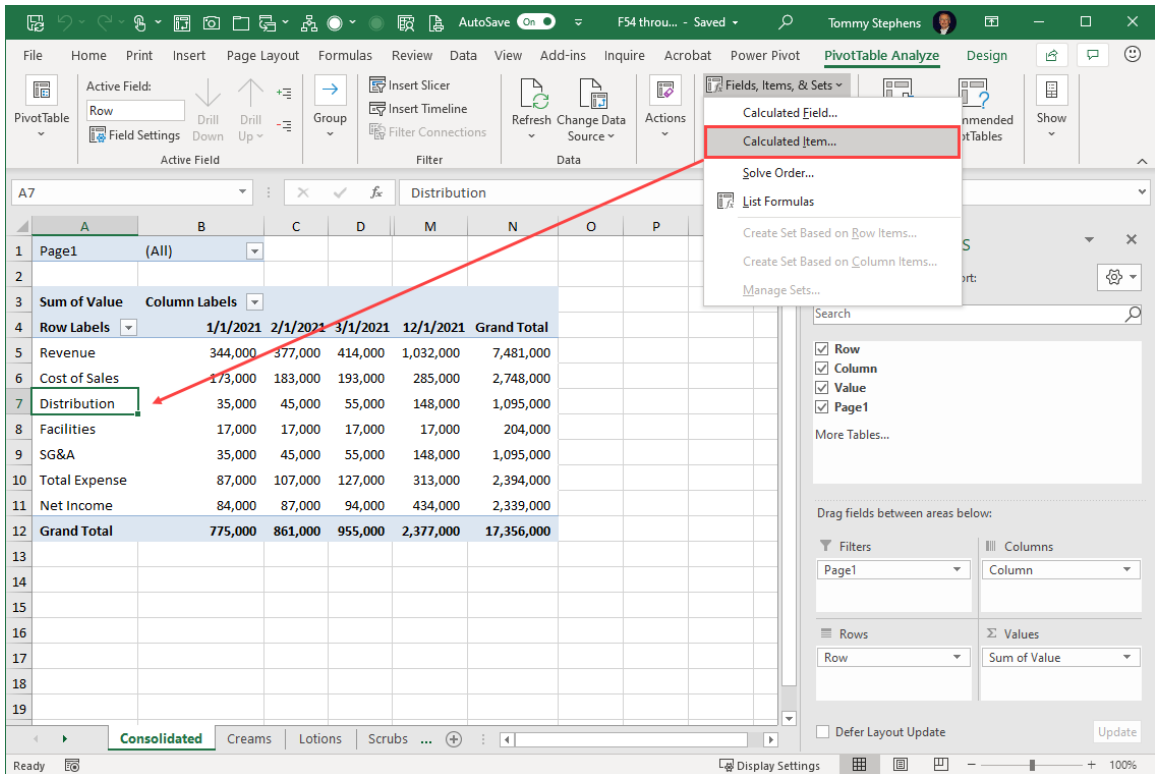 AutoSave On F54 throu... - Saved Tommy Stephens
File Home Print Insert Page Layout Formulas Review Data View Add-ins Inquire Acrobat Power Pivot PivotTable Analyze Design
PivotTable
Active Field:
Row
Field Settings
Drill Down
Drill Up
Active Field
Group
Insert Slicer
Insert Timeline
Filter Connections
Filter
Refresh
Change Data Source
Data
Actions
Fields, Items, & Sets
Calculated Field...
Calculated Item...
Solve Order...
List Formulas
Create Set Based on Row Items...
Create Set Based on Column Items...
Manage Sets...
Show
A7 fx Distribution
A B C D M N O P
1 Page1 (All)
2
3 Sum of Value Column Labels
4 Row Labels 1/1/2021 2/1/2021 3/1/2021 12/1/2021 Grand Total
5 Revenue 344,000 377,000 414,000 1,032,000 7,481,000
6 Cost of Sales 173,000 183,000 193,000 285,000 2,748,000
7 Distribution 35,000 45,000 55,000 148,000 1,095,000
8 Facilities 17,000 17,000 17,000 17,000 204,000
9 SG&A 35,000 45,000 55,000 148,000 1,095,000
10 Total Expense 87,000 107,000 127,000 313,000 2,394,000
11 Net Income 84,000 87,000 94,000 434,000 2,339,000
12 Grand Total 775,000 861,000 955,000 2,377,000 17,356,000
13
14
15
16
17
18
19
Search
Row
Column
Value
Page1
More Tables...
Drag fields between areas below:
Filters
Page1
Columns
Column
Rows
Row
Σ Values
Sum of Value
Defer Layout Update Update
Consolidated Creams Lotions Scrubs ...
Ready Display Settings 100%